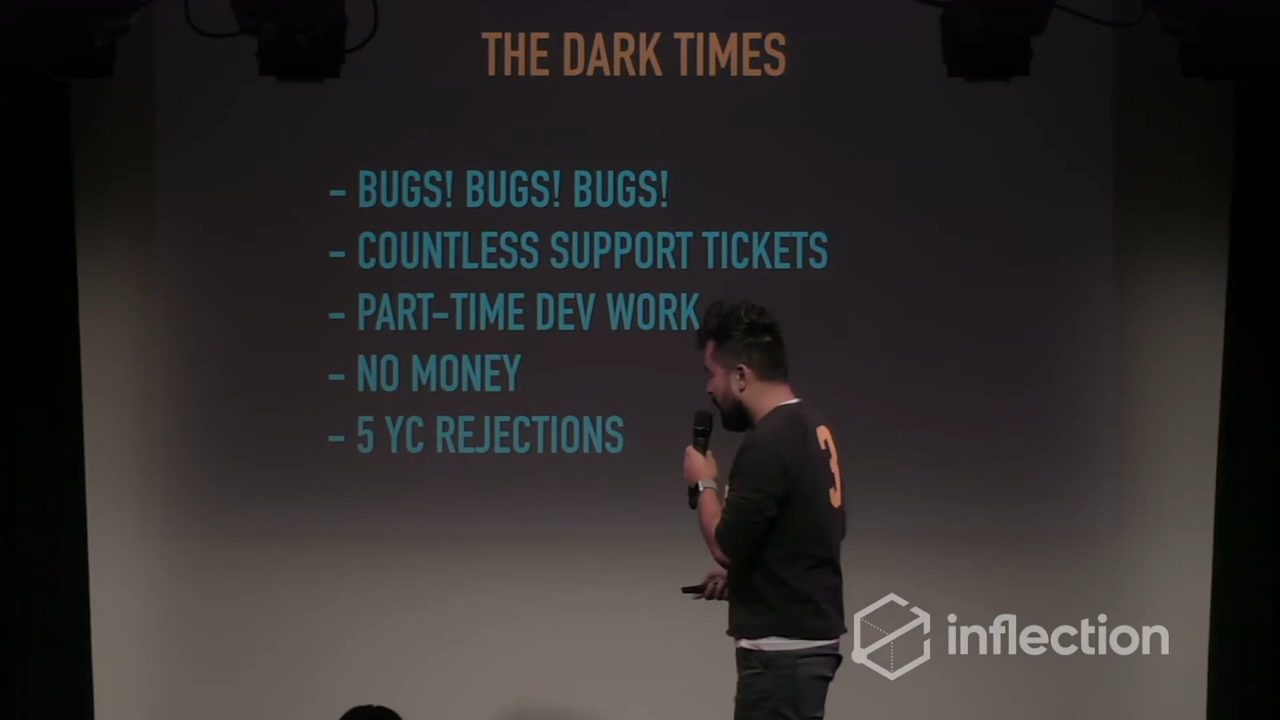 THE DARK TIMES
- BUGS! BUGS! BUGS!
- COUNTLESS SUPPORT TICKETS
- PART-TIME DEV WORK
- NO MONEY
- 5 YC REJECTIONS
3
inflection